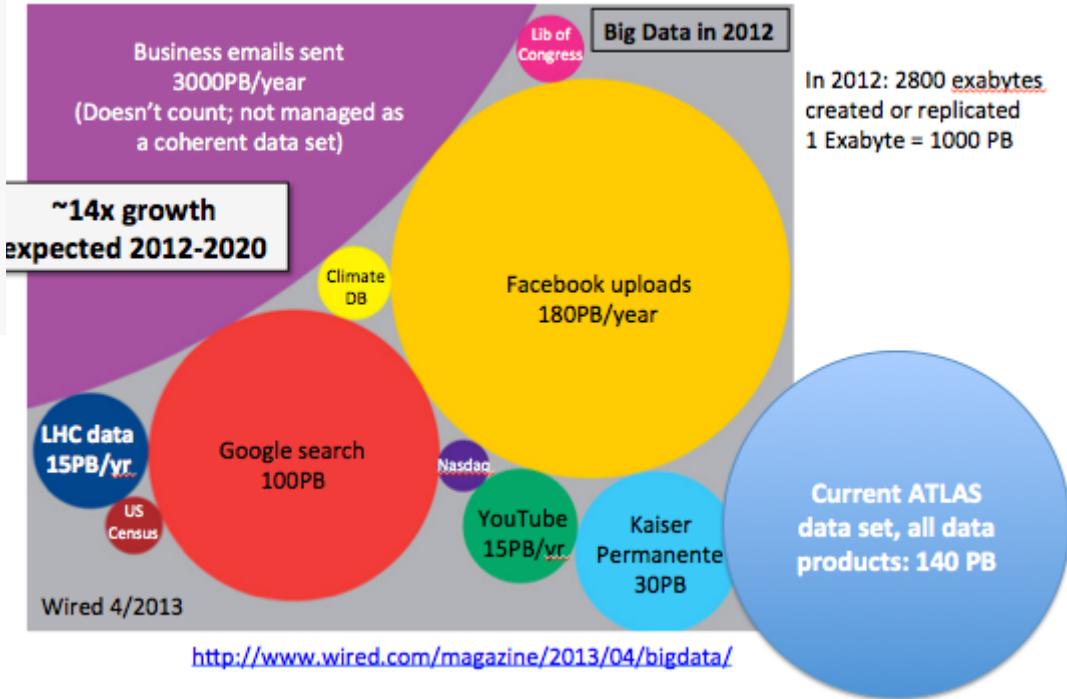 Business emails sent
3000PB/year
(Doesn't count; not managed as
a coherent data set)
Lib of
Congress
Big Data in 2012
In 2012: 2800 exabytes
created or replicated
1 Exabyte = 1000 PB
~14x growth
expected 2012-2020
Climate
DB
Facebook uploads
180PB/year
LHC data
15PB/yr
Google search
100PB
Nasdaq
US
Census
YouTube
15PB/yr
Kaiser
Permanente
30PB
Current ATLAS
data set, all data
products: 140 PB
Wired 4/2013
http://www.wired.com/magazine/2013/04/bigdata/